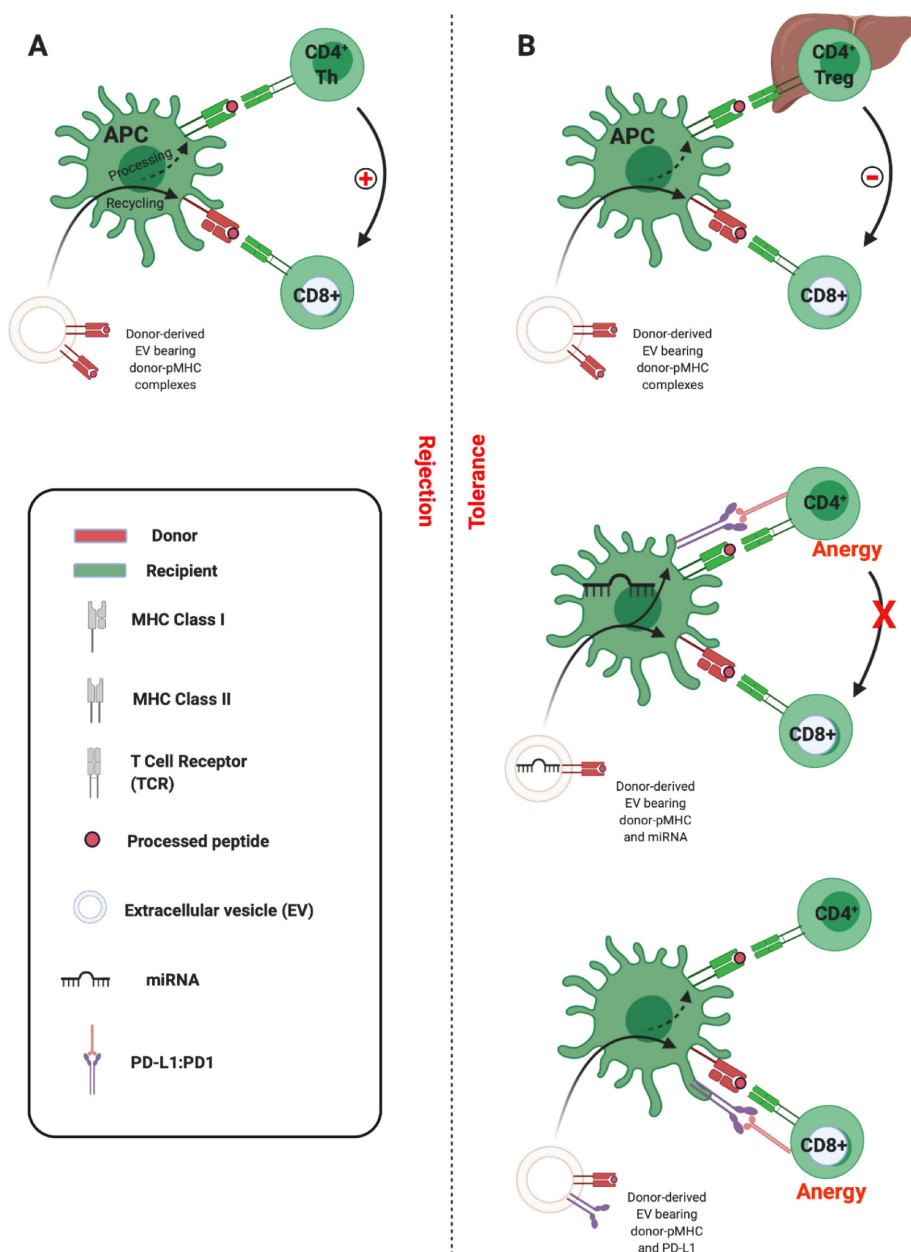 A
CD4⁺
Th
APC
Processing
Recycling
+
CD8+
Donor-derived
EV bearing
donor-pMHC
complexes
Rejection
Donor
Recipient
MHC Class I
MHC Class II
T Cell Receptor
(TCR)
Processed peptide
Extracellular vesicle (EV)
miRNA
PD-L1:PD1
B
CD4⁺
Treg
APC
-
CD8+
Donor-derived
EV bearing
donor-pMHC
complexes
Tolerance
CD4⁺
Anergy
X
CD8+
Donor-derived
EV bearing
donor-pMHC
and miRNA
CD4⁺
CD8+
Anergy
Donor-derived
EV bearing
donor-pMHC
and PD-L1